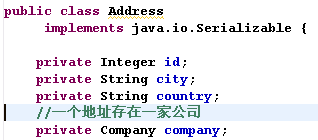 public class Address
implements java.io.Serializable {
private Integer id;
private String city;
private String country;
//一个地址存在一家公司
private Company company;